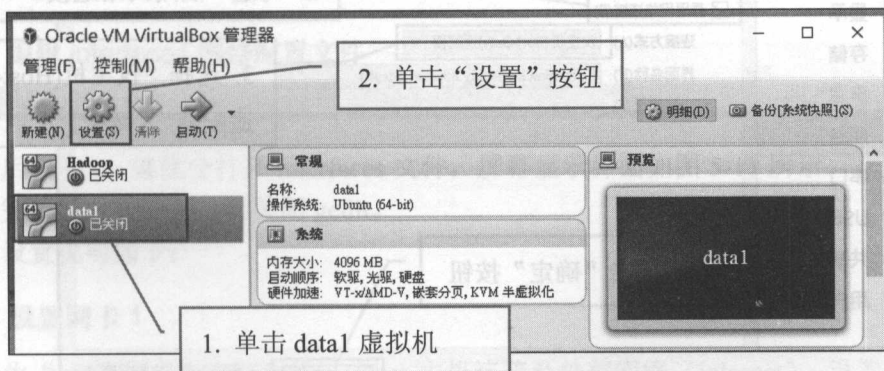 Oracle VM VirtualBox 管理器
管理(F) 控制(M) 帮助(H)
2. 单击“设置”按钮
新建(N) 设置(S) 清除 启动(T)
明细(D) 备份[系统快照](S)
64 Hadoop
已关闭
64 data1
已关闭
常规
名称: data1
操作系统: Ubuntu (64-bit)
系统
内存大小: 4096 MB
启动顺序: 软驱, 光驱, 硬盘
硬件加速: VT-x/AMD-V, 嵌套分页, KVM 半虚拟化
预览
data1
1. 单击 data1 虚拟机